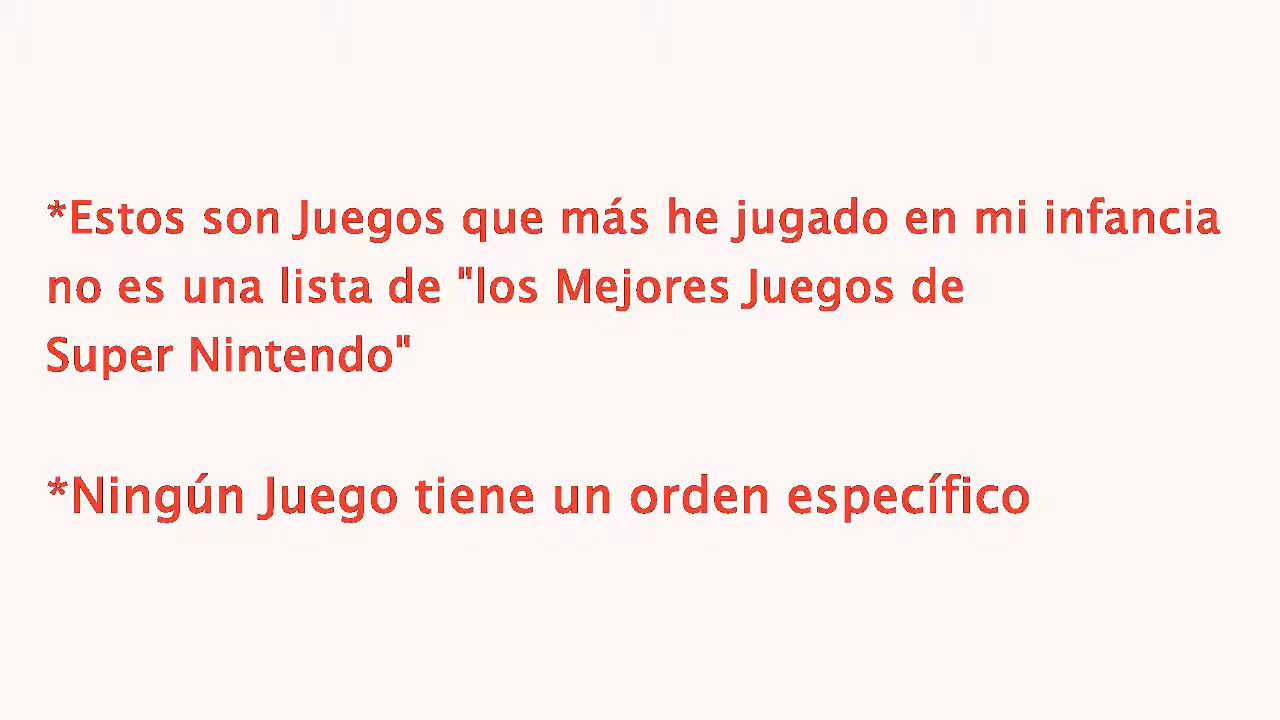 *Estos son Juegos que más he jugado en mi infancia
no es una lista de "los Mejores Juegos de
Super Nintendo"
*Ningún Juego tiene un orden específico